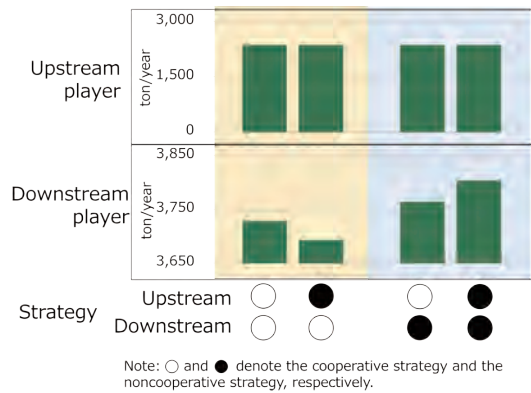 3,000
Upstream
player
ton/year
1,500
0
3,850
Downstream
player
ton/year
3,750
3,650
Strategy
Upstream
Downstream
Note: ○ and ● denote the cooperative strategy and the
noncooperative strategy, respectively.